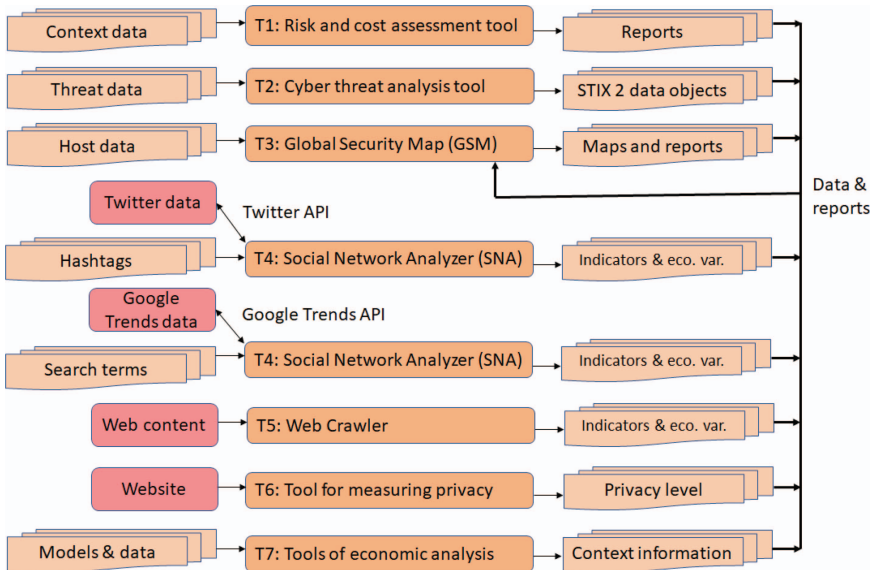 Context data
T1: Risk and cost assessment tool
Reports
Threat data
T2: Cyber threat analysis tool
STIX 2 data objects
Host data
T3: Global Security Map (GSM)
Maps and reports
Data &
reports
Twitter data
Twitter API
Hashtags
T4: Social Network Analyzer (SNA)
Indicators & eco. var.
Google
Trends data
Google Trends API
Search terms
T4: Social Network Analyzer (SNA)
Indicators & eco. var.
Web content
T5: Web Crawler
Indicators & eco. var.
Website
T6: Tool for measuring privacy
Privacy level
Models & data
T7: Tools of economic analysis
Context information